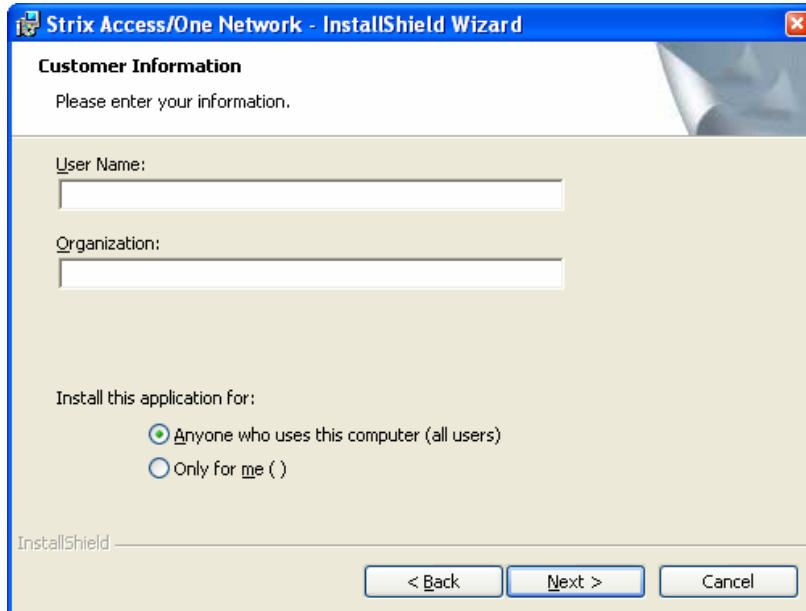 Strix Access/One Network - InstallShield Wizard
Customer Information
Please enter your information.
User Name:
Organization:
Install this application for:
Anyone who uses this computer (all users)
Only for me ( )
InstallShield
< Back Next > Cancel